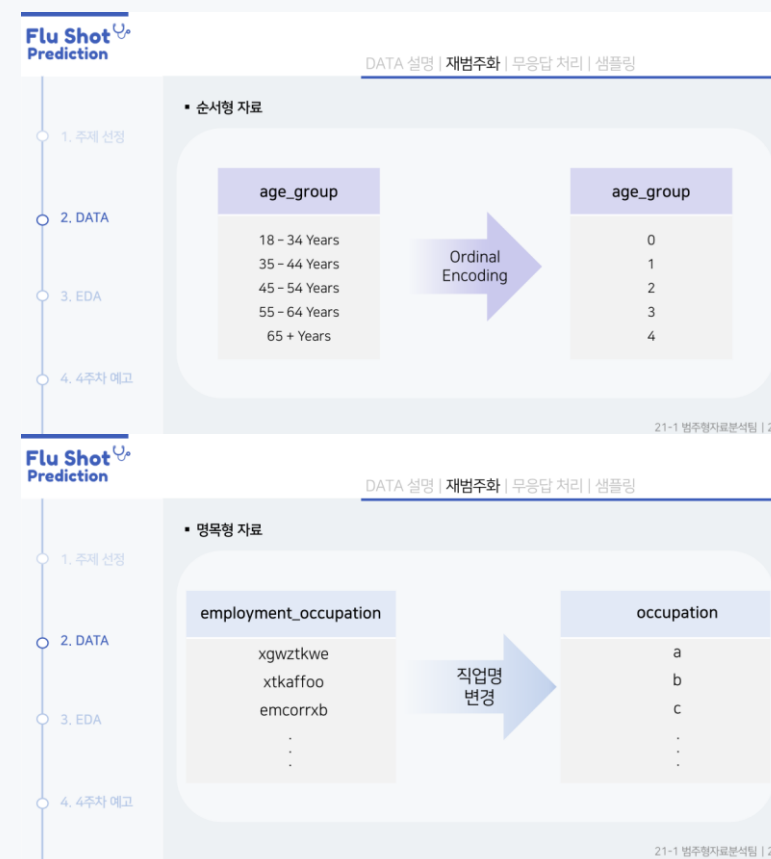 Flu Shot
Prediction
DATA 설명 | 재범주화 | 무응답 처리 | 샘플링
1. 주제 선정
2. DATA
3. EDA
4. 4주차 예고
▪ 순서형 자료
age_group
18 – 34 Years
35 – 44 Years
45 – 54 Years
55 – 64 Years
65 + Years
Ordinal
Encoding
age_group
0
1
2
3
4
21-1 범주형자료분석팀 | 2
Flu Shot
Prediction
DATA 설명 | 재범주화 | 무응답 처리 | 샘플링
1. 주제 선정
2. DATA
3. EDA
4. 4주차 예고
▪ 명목형 자료
employment_occupation
xgwztkwe
xtkaffoo
emcorrxb
.
.
.
직업명
변경
occupation
a
b
c
.
.
.
21-1 범주형자료분석팀 | 2